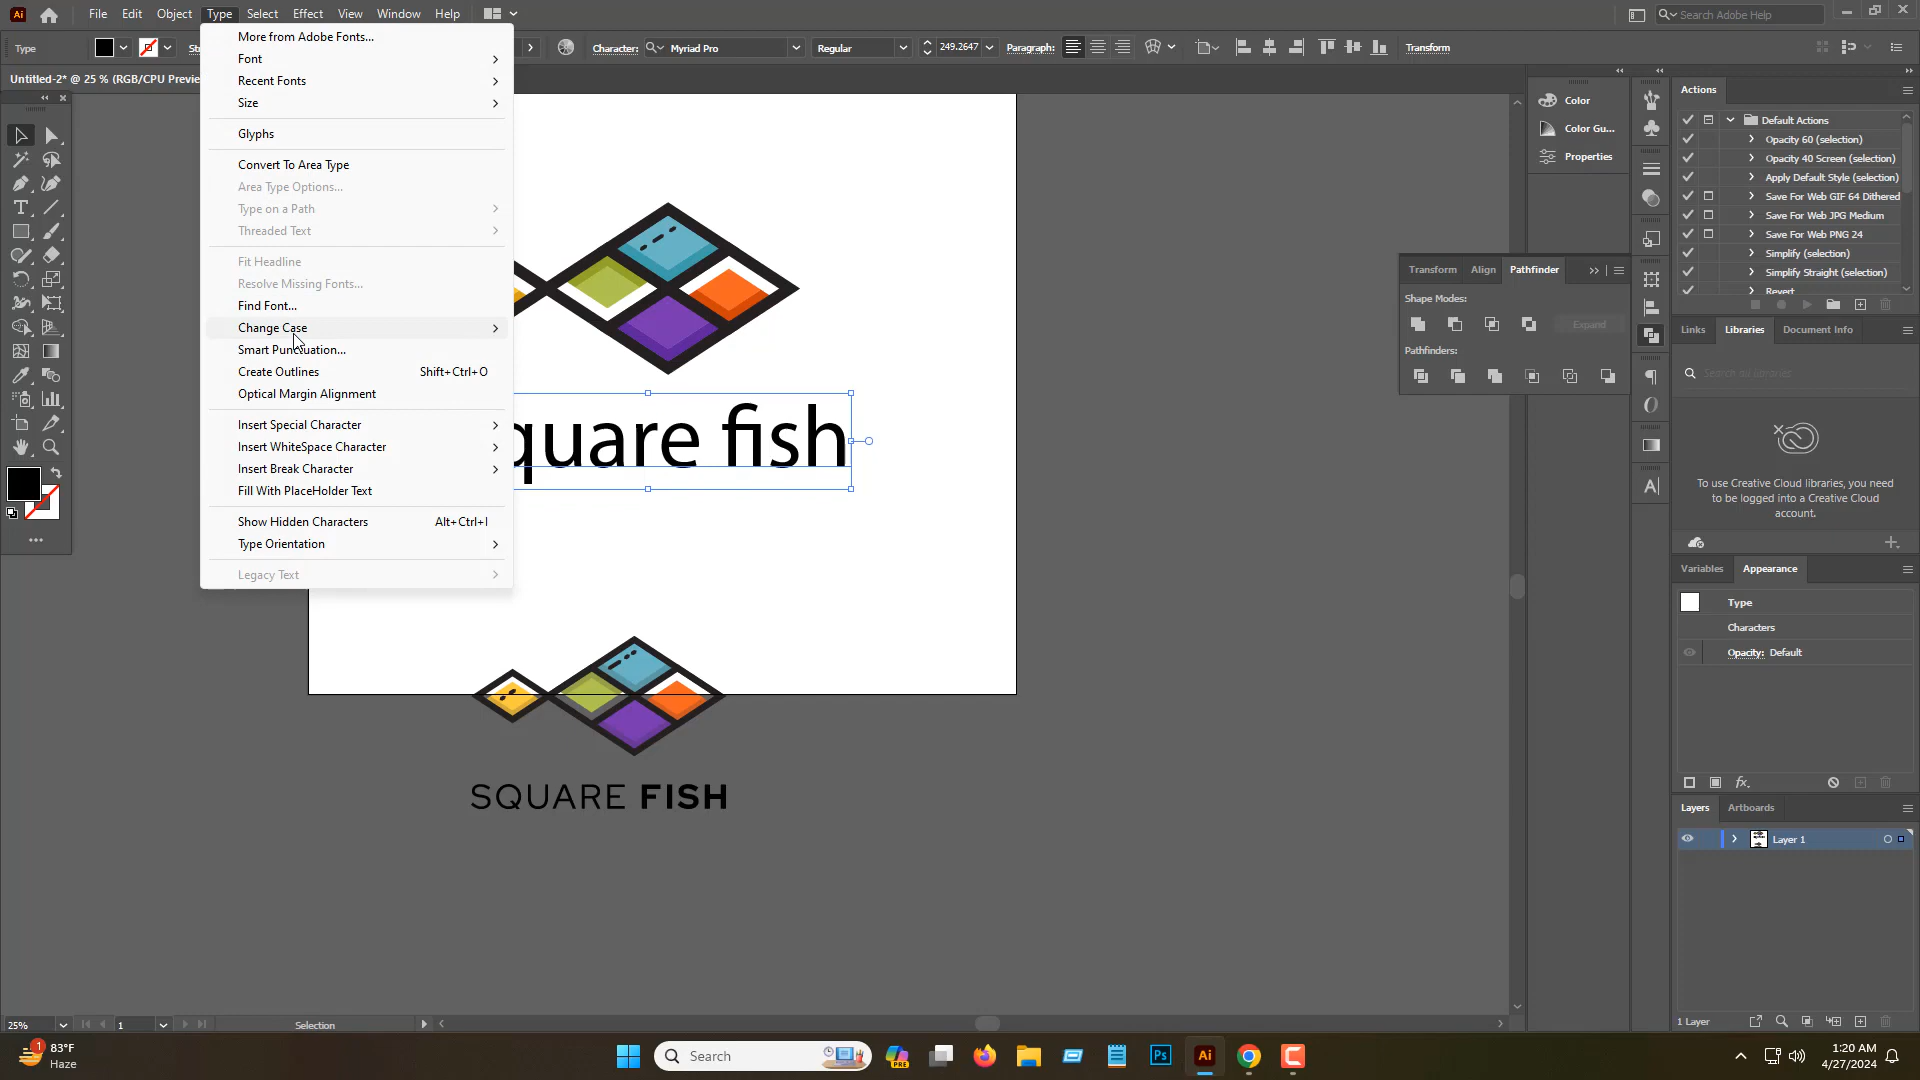 Ai File Edit Object Type Select Effect View Window Help Search Adobe Help
Type Character: Myriad Pro Regular 249.2647 Paragraph: Transform
Untitled-2* @ 25 % (RGB/CPU Previe
More from Adobe Fonts...
Font
Recent Fonts
Size
Glyphs
Convert To Area Type
Area Type Options...
Type on a Path
Threaded Text
Fit Headline
Resolve Missing Fonts...
Find Font...
Change Case
Smart Punctuation...
Create Outlines Shift+Ctrl+O
Optical Margin Alignment
Insert Special Character
Insert WhiteSpace Character
Insert Break Character
Fill With PlaceHolder Text
Show Hidden Characters Alt+Ctrl+I
Type Orientation
Legacy Text
quare fish
SQUARE FISH
Color
Color Gu...
Properties
Transform Align Pathfinder
Shape Modes:
Expand
Pathfinders:
Actions
Default Actions
Opacity 60 (selection)
Opacity 40 Screen (selection)
Apply Default Style (selection)
Save For Web GIF 64 Dithered
Save For Web JPG Medium
Save For Web PNG 24
Simplify (selection)
Simplify Straight (selection)
Revert
Links Libraries Document Info
Search all libraries
To use Creative Cloud libraries, you need
to be logged into a Creative Cloud
account.
Variables Appearance
Type
Characters
Opacity: Default
Layers Artboards
Layer 1
1 Layer
25% 1 Selection
1 83°F
Haze
Search PRE Ps Ai
1:20 AM
4/27/2024